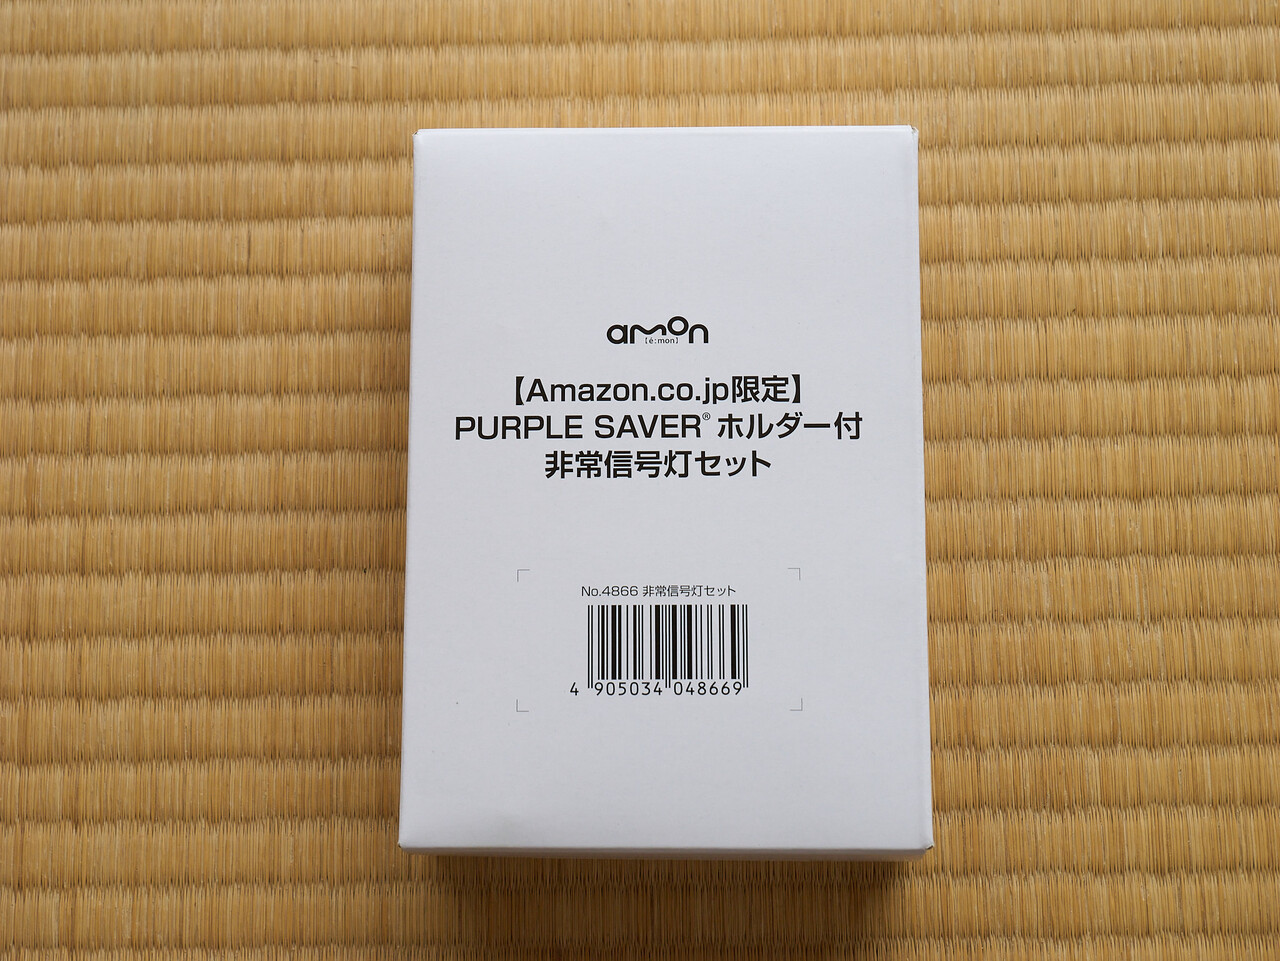 amon
[é:mon]
【Amazon.co.jp限定】
PURPLE SAVER® ホルダー付
非常信号灯セット
No.4866 非常信号灯セット
4 905034 048669